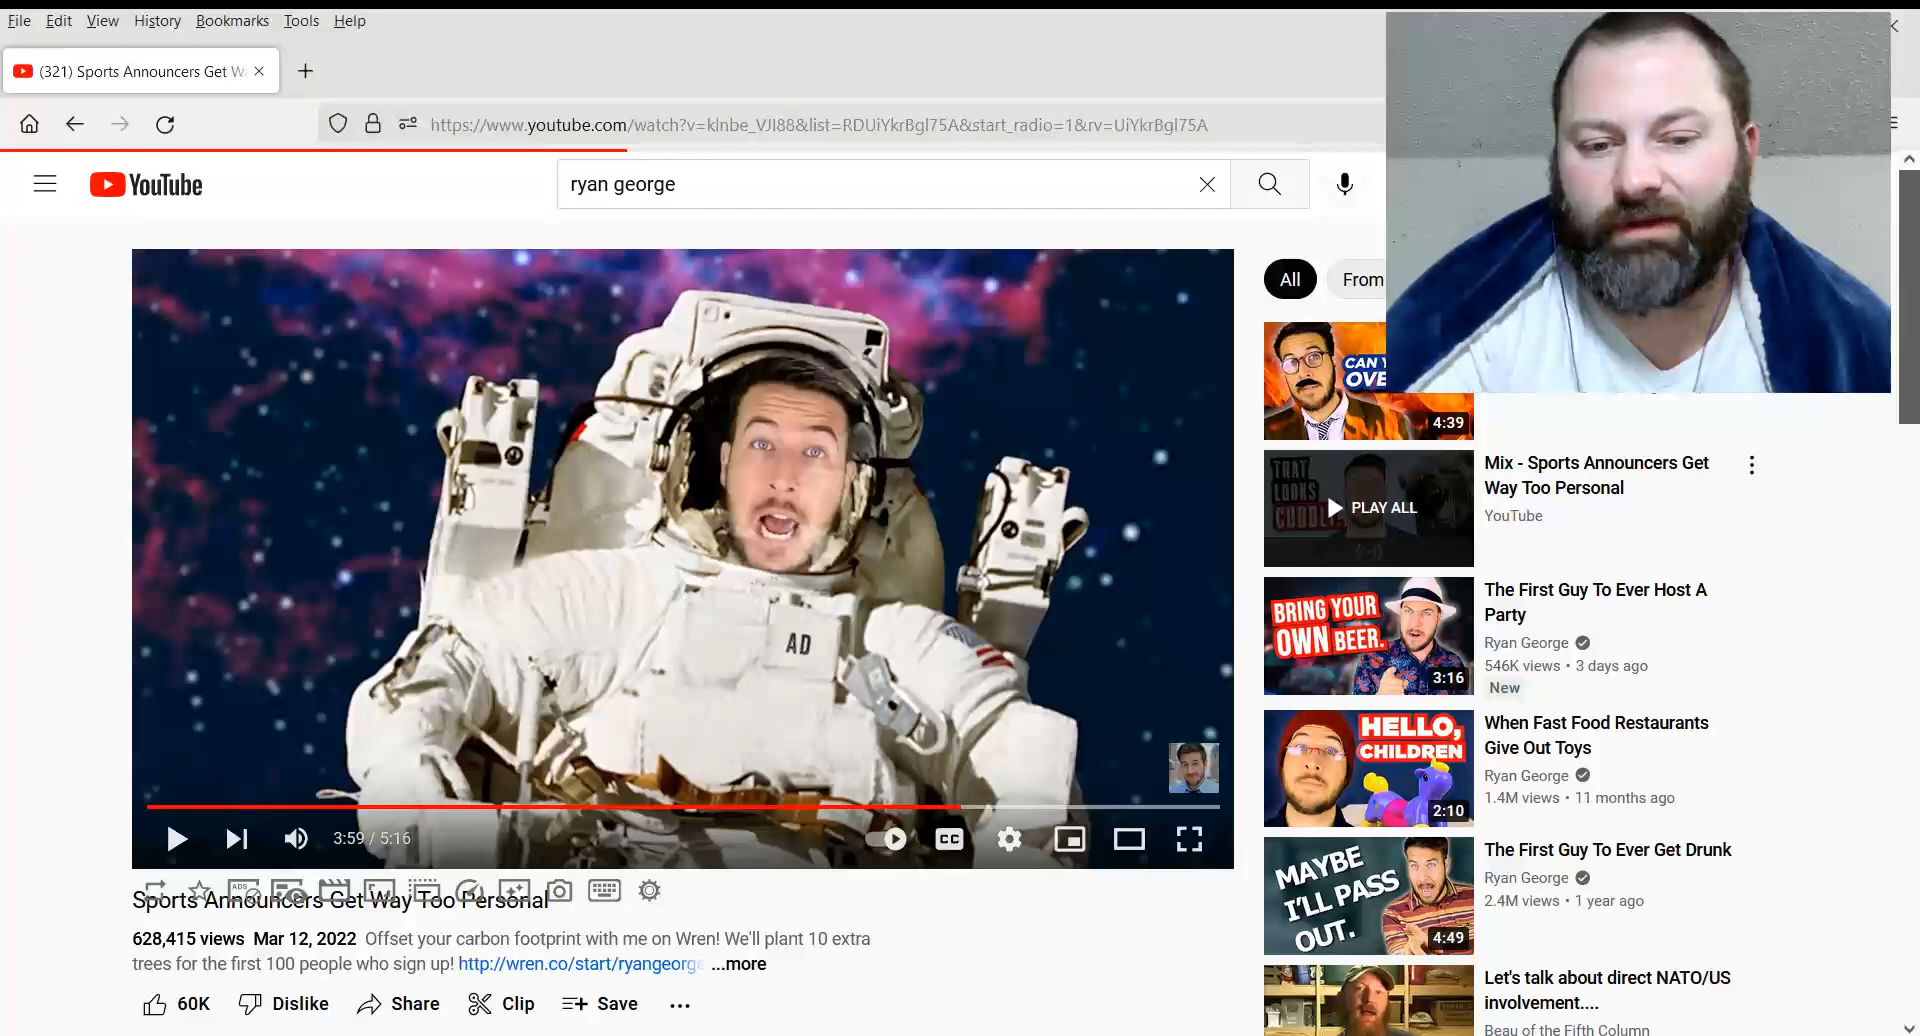 File Edit View History Bookmarks Tools Help
(321) Sports Announcers Get W
https://www.youtube.com/watch?v=klnbe_VJI88&list=RDUiYkrBgl75A&start_radio=1&rv=UiYkrBgl75A
YouTube
ryan george
All
From
CAN
OVE
4:39
THAT
LOOKS
PLAY ALL
Mix - Sports Announcers Get
Way Too Personal
YouTube
BRING YOUR
OWN BEER.
3:16
The First Guy To Ever Host A
Party
Ryan George
546K views • 3 days ago
New
HELLO,
CHILDREN
2:10
When Fast Food Restaurants
Give Out Toys
Ryan George
1.4M views • 11 months ago
MAYBE
I'LL PASS
OUT.
4:49
The First Guy To Ever Get Drunk
Ryan George
2.4M views • 1 year ago
Let's talk about direct NATO/US
involvement....
Beau of the Fifth Column
AD
3:59 / 5:16
CC
ADS
Sports Announcers Get Way Too Personal
628,415 views Mar 12, 2022 Offset your carbon footprint with me on Wren! We'll plant 10 extra
trees for the first 100 people who sign up! http://wren.co/start/ryangeorge ...more
60K Dislike Share Clip Save